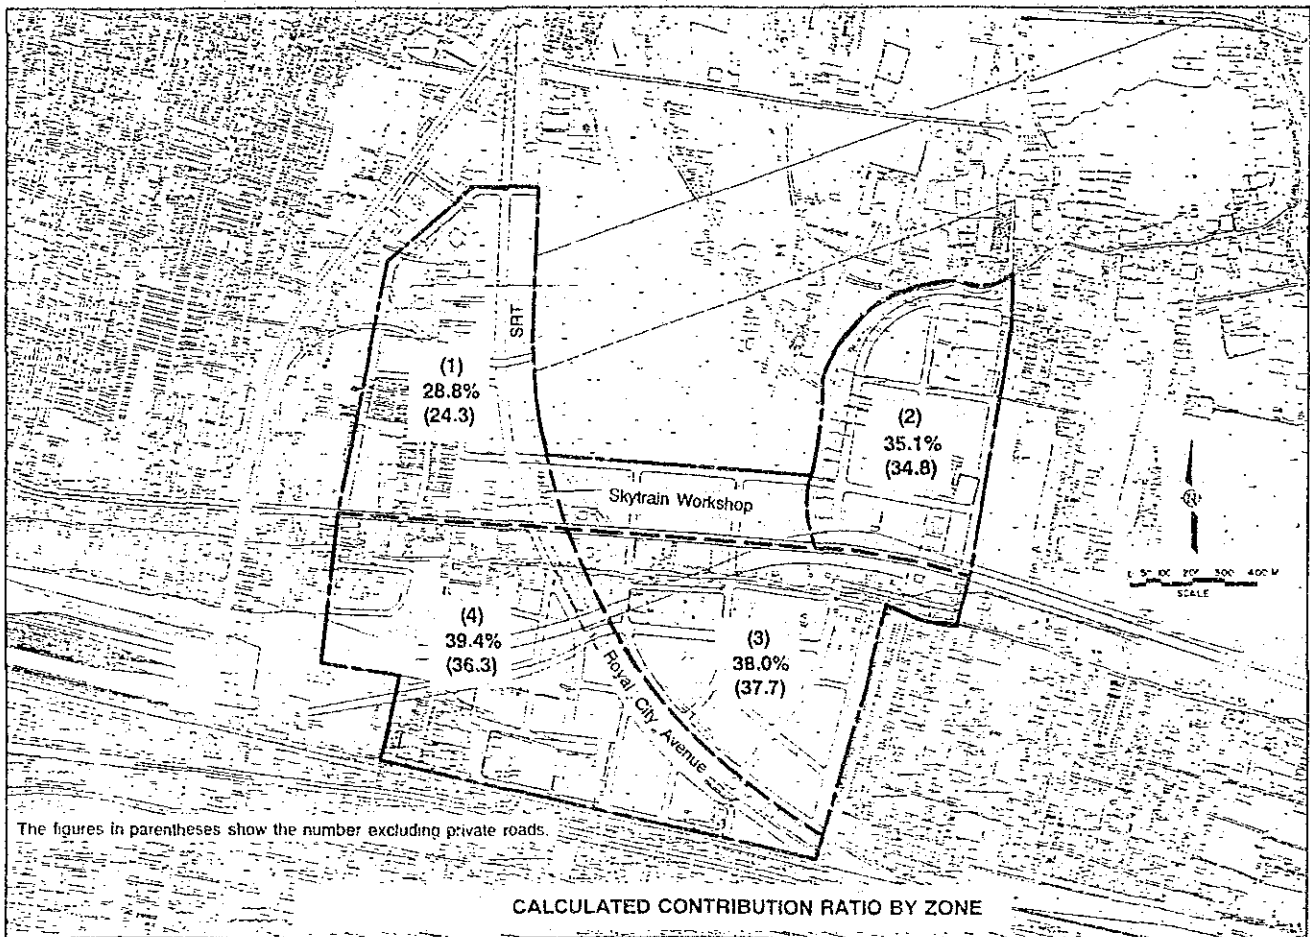 SRT
(1)
28.8%
(24.3)
(2)
35.1%
(34.8)
Skytrain Workshop
400 M
SCALE
(4)
39.4%
(36.3)
(3)
38.0%
(37.7)
Royal City Avenue
The figures in parentheses show the number excluding private roads.
CALCULATED CONTRIBUTION RATIO BY ZONE